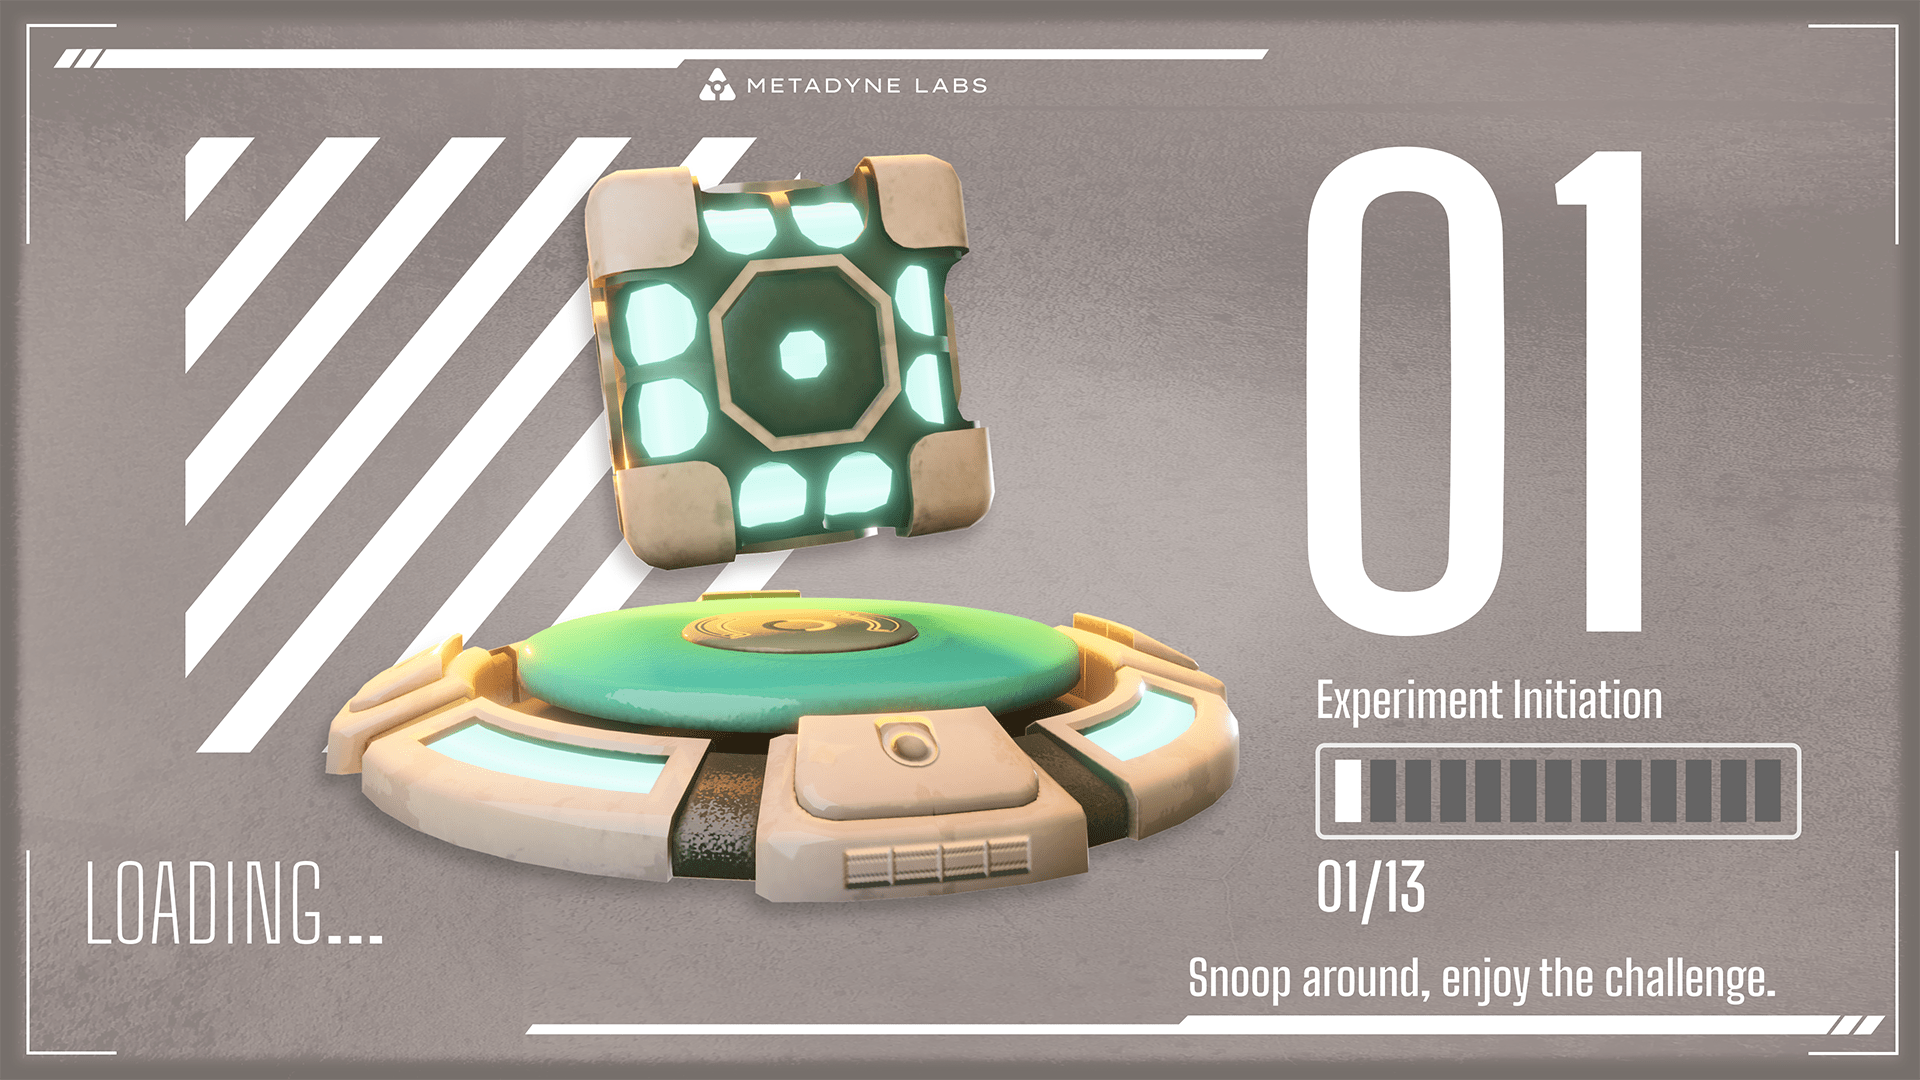 METADYNE LABS
01
Experiment Initiation
01/13
LOADING...
Snoop around, enjoy the challenge.